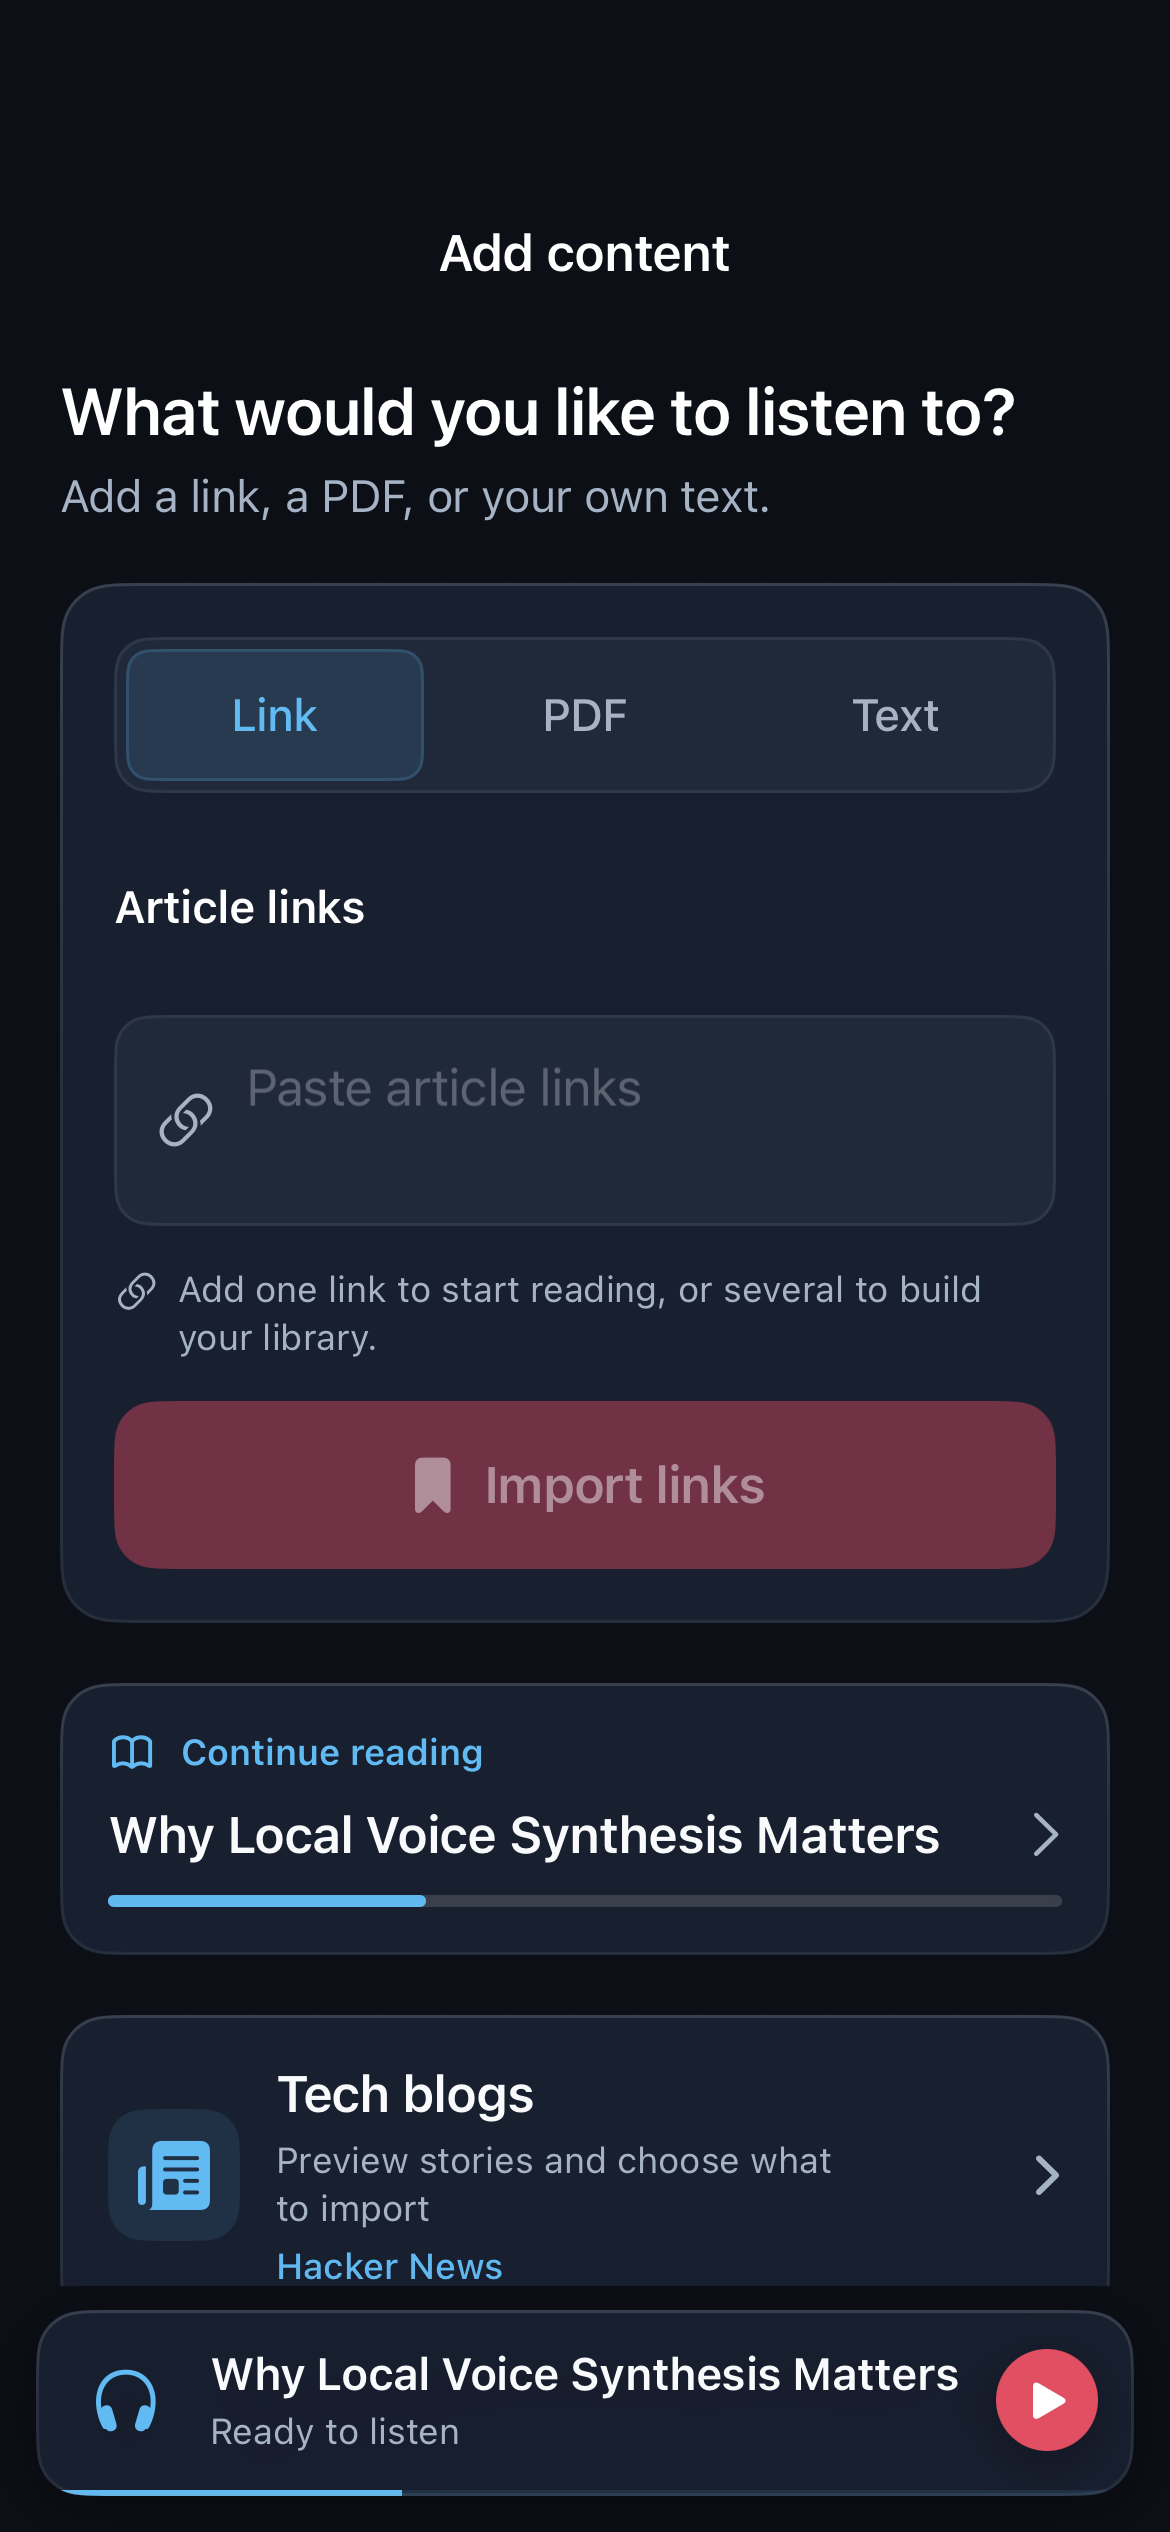 Add content
What would you like to listen to?
Add a link, a PDF, or your own text.
Link
PDF
Text
Article links
Paste article links
Add one link to start reading, or several to build
your library.
Import links
Continue reading
Why Local Voice Synthesis Matters
Tech blogs
Preview stories and choose what
to import
Hacker News
Why Local Voice Synthesis Matters
Ready to listen